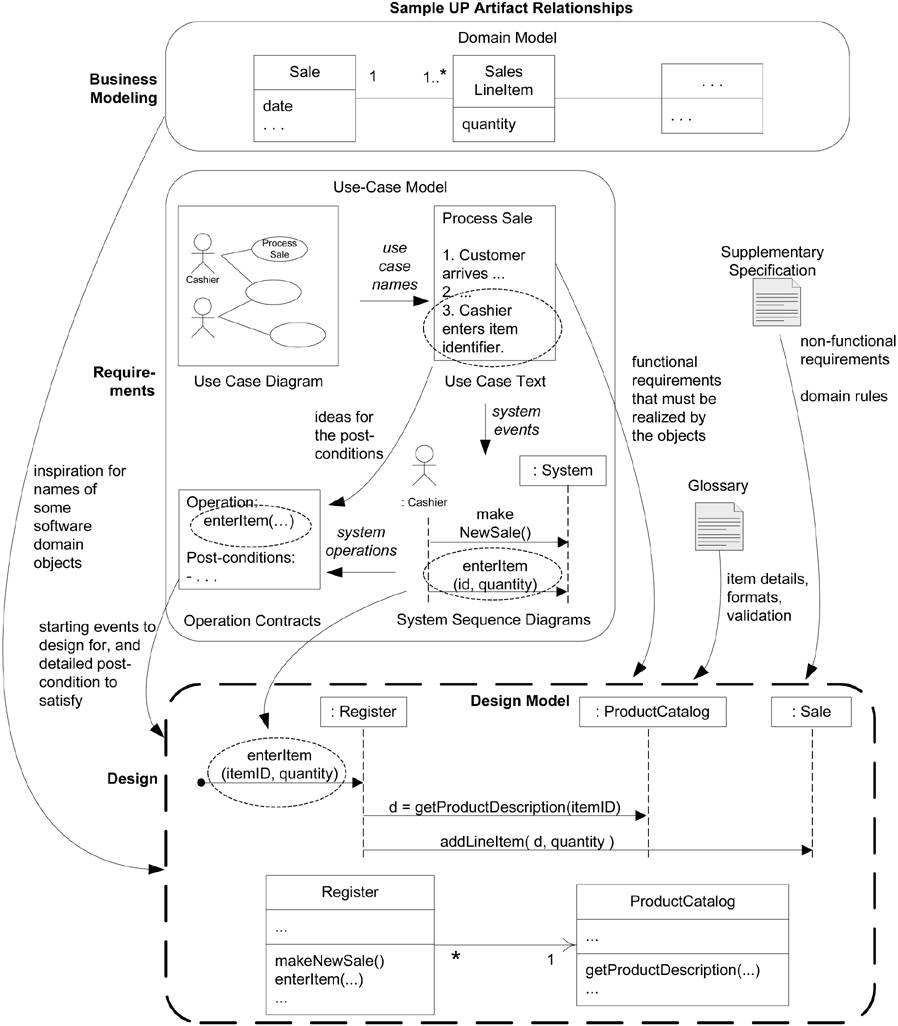 Sample UP Artifact Relationships
Domain Model
Business
Modeling
Sale
date
. . .
1
1..*
Sales
LineItem
quantity
. . .
. . .
Use-Case Model
Require-
ments
Process
Sale
Cashier
Use Case Diagram
use
case
names
Process Sale
1. Customer
arrives ...
2. ...
3. Cashier
enters item
identifier.
Use Case Text
Supplementary
Specification
non-functional
requirements
domain rules
functional
requirements
that must be
realized by
the objects
ideas for
the post-
conditions
system
events
: Cashier
: System
make
NewSale()
enterItem
(id, quantity)
System Sequence Diagrams
system
operations
Operation:
enterItem(…)
Post-conditions:
- . . .
Operation Contracts
Glossary
item details,
formats,
validation
inspiration for
names of
some
software
domain
objects
starting events to
design for, and
detailed post-
condition to
satisfy
Design
Design Model
: Register
: ProductCatalog
: Sale
enterItem
(itemID, quantity)
d = getProductDescription(itemID)
addLineItem( d, quantity )
Register
...
makeNewSale()
enterItem(...)
...
*
1
ProductCatalog
...
getProductDescription(...)
...